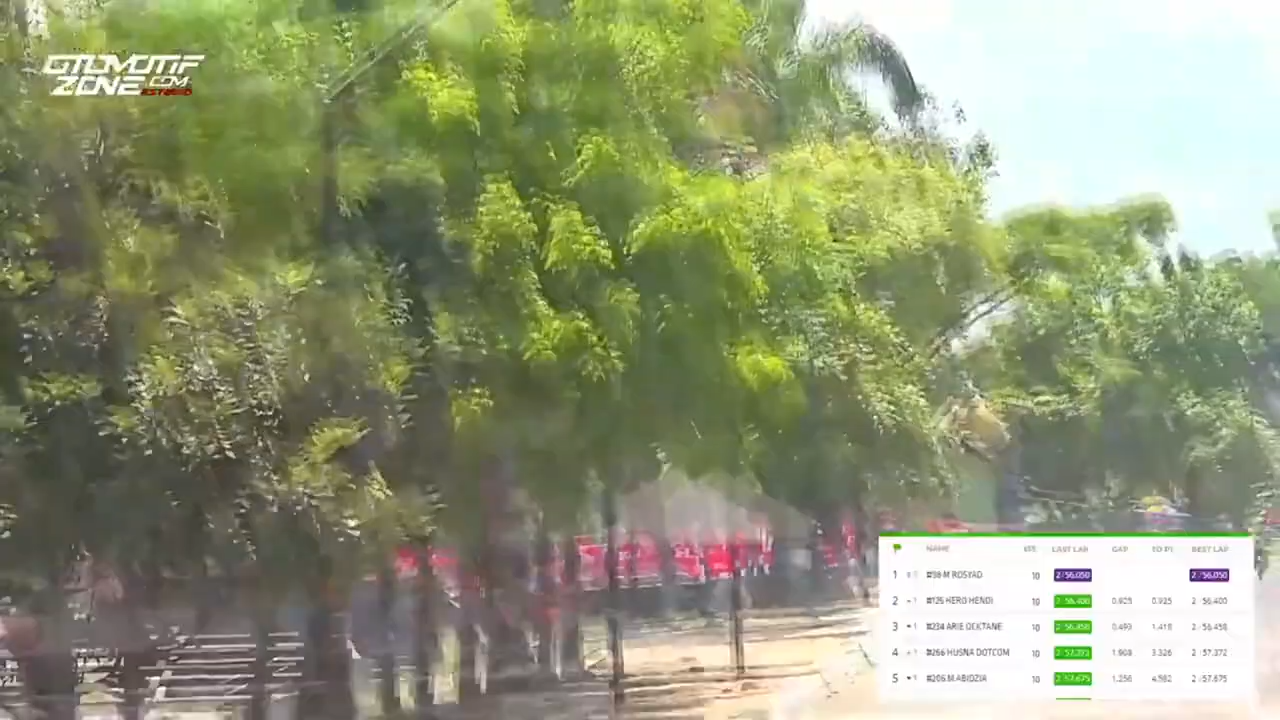 OTOMOTIF
ZONE.COM
NAME LAST LAP GAP TO P1 BEST LAP
1 #98 M ROSYAD 10 2:56.050 2:56.050
2 #125 HERO HENDI 10 2:56.400 0.925 0.925 2:56.400
3 #234 ARIE OCKTANE 10 2:56.458 0.493 1.418 2:56.458
4 #266 HUSNA DOTCOM 10 2:57.372 1.908 3.326 2:57.372
5 #206 M.ABIDZIA 10 2:57.675 1.256 4.582 2:57.675